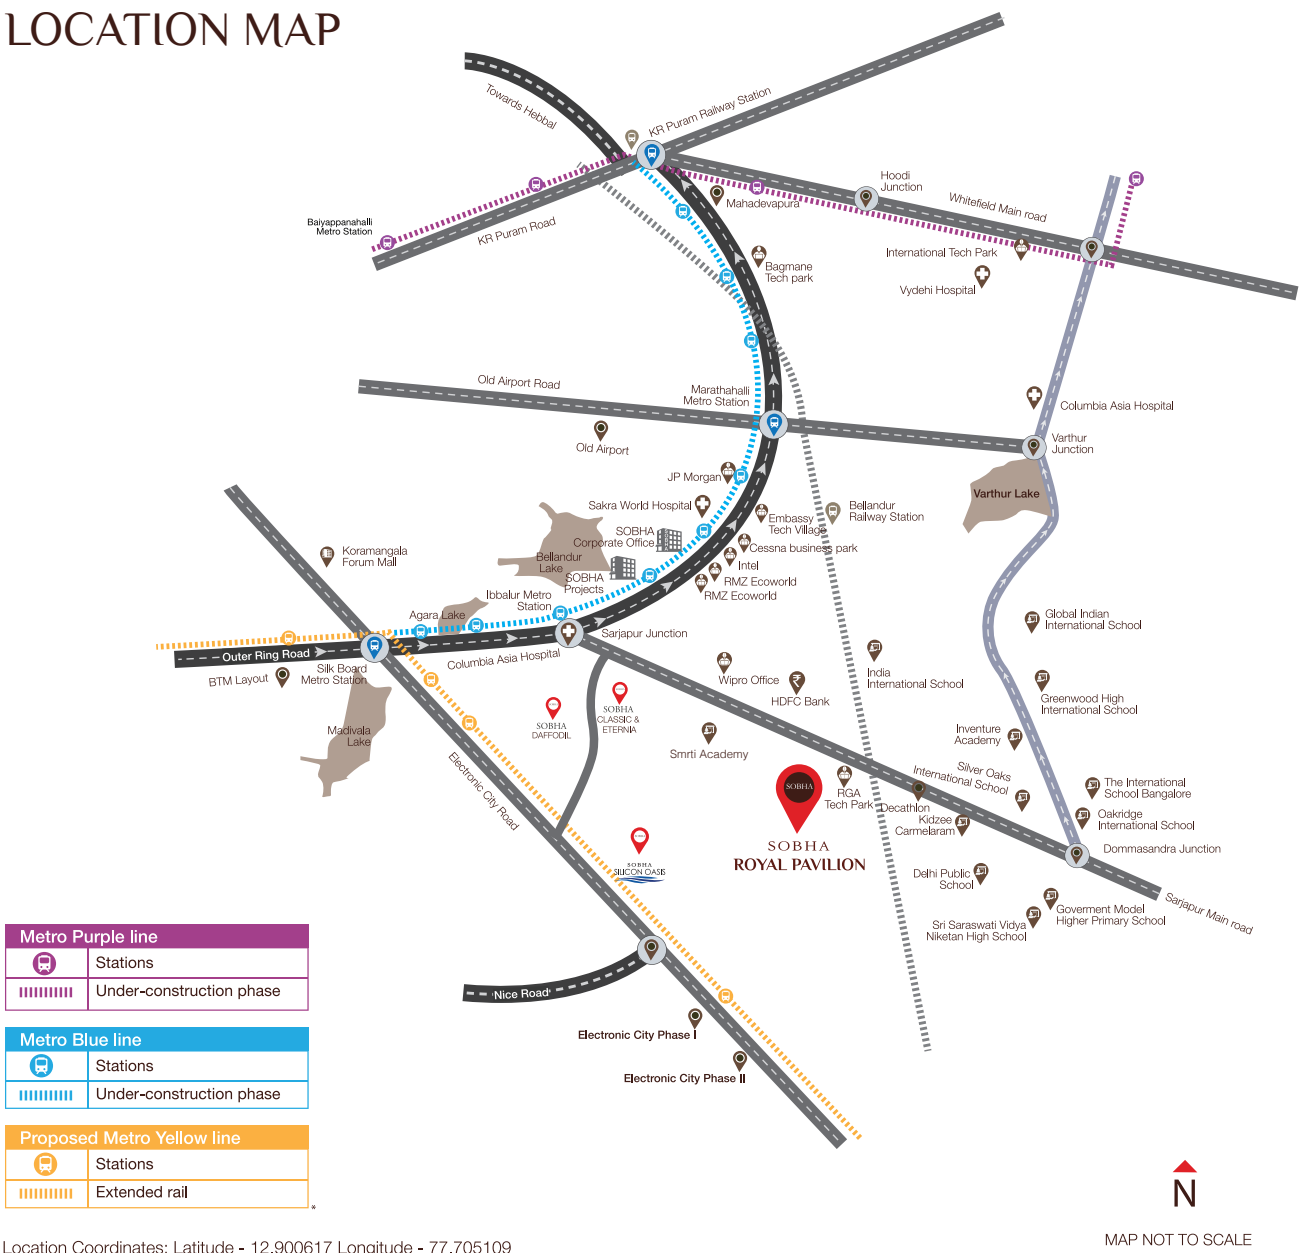 LOCATION MAP
Towards Hebbal
KR Puram Railway Station
Hoodi
Junction
Mahadevapura
Whitefield Main road
Baiyappanahalli
Metro Station
KR Puram Road
International Tech Park
Bagmane
Tech park
Vydehi Hospital
Old Airport Road
Marathahalli
Metro Station
Columbia Asia Hospital
Old Airport
Varthur
Junction
JP Morgan
Varthur Lake
Sakra World Hospital
Bellandur
Railway Station
Embassy
Tech Village
SOBHA
Corporate Office
Cessna business park
Koramangala
Forum Mall
Bellandur
Lake
Intel
SOBHA
Projects
RMZ Ecoworld
RMZ Ecoworld
Ibbalur Metro
Station
Agara Lake
Global Indian
International School
Sarjapur Junction
Outer Ring Road
Columbia Asia Hospital
Silk Board
Metro Station
BTM Layout
Wipro Office
India
International School
HDFC Bank
Greenwood High
International School
SOBHA
CLASSIC &
ETERNIA
SOBHA
DAFFODIL
Madivala
Lake
Inventure
Academy
Smrti Academy
Electronic City Road
Silver Oaks
International School
SOBHA
RGA
Tech Park
The International
School Bangalore
Decathlon
Kidzee
Carmelaram
Oakridge
International School
SOBHA
ROYAL PAVILION
Dommasandra Junction
SOBHA
SILICON OASIS
Delhi Public
School
Sarjapur Main road
Goverment Model
Higher Primary School
Sri Saraswati Vidya
Niketan High School
Nice Road
Electronic City Phase I
Electronic City Phase II
Metro Purple line
Stations
Under-construction phase
Metro Blue line
Stations
Under-construction phase
Proposed Metro Yellow line
Stations
Extended rail
*
N
MAP NOT TO SCALE
Location Coordinates: Latitude - 12.900617 Longitude - 77.705109